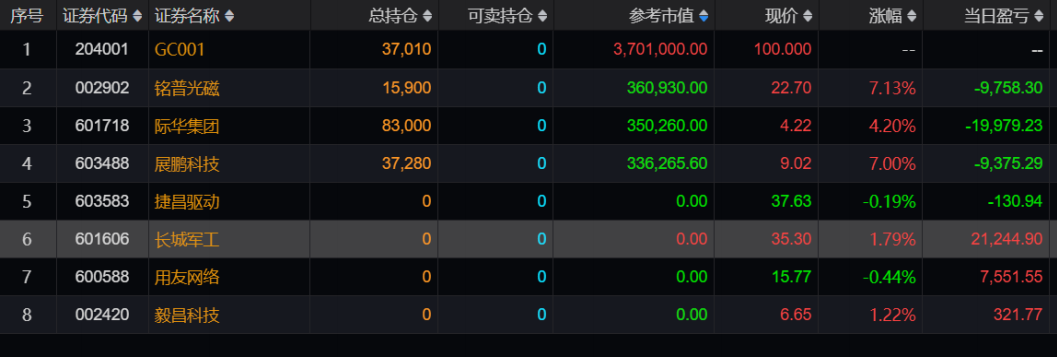 序号 证券代码 证券名称 总持仓 可卖持仓 参考市值 现价 涨幅 当日盈亏
1 204001 GC001 37,010 0 3,701,000.00 100.000 -- --
2 002902 铭普光磁 15,900 0 360,930.00 22.70 7.13% -9,758.30
3 601718 际华集团 83,000 0 350,260.00 4.22 4.20% -19,979.23
4 603488 展鹏科技 37,280 0 336,265.60 9.02 7.00% -9,375.29
5 603583 捷昌驱动 0 0 0.00 37.63 -0.19% -130.94
6 601606 长城军工 0 0 0.00 35.30 1.79% 21,244.90
7 600588 用友网络 0 0 0.00 15.77 -0.44% 7,551.55
8 002420 毅昌科技 0 0 0.00 6.65 1.22% 321.77